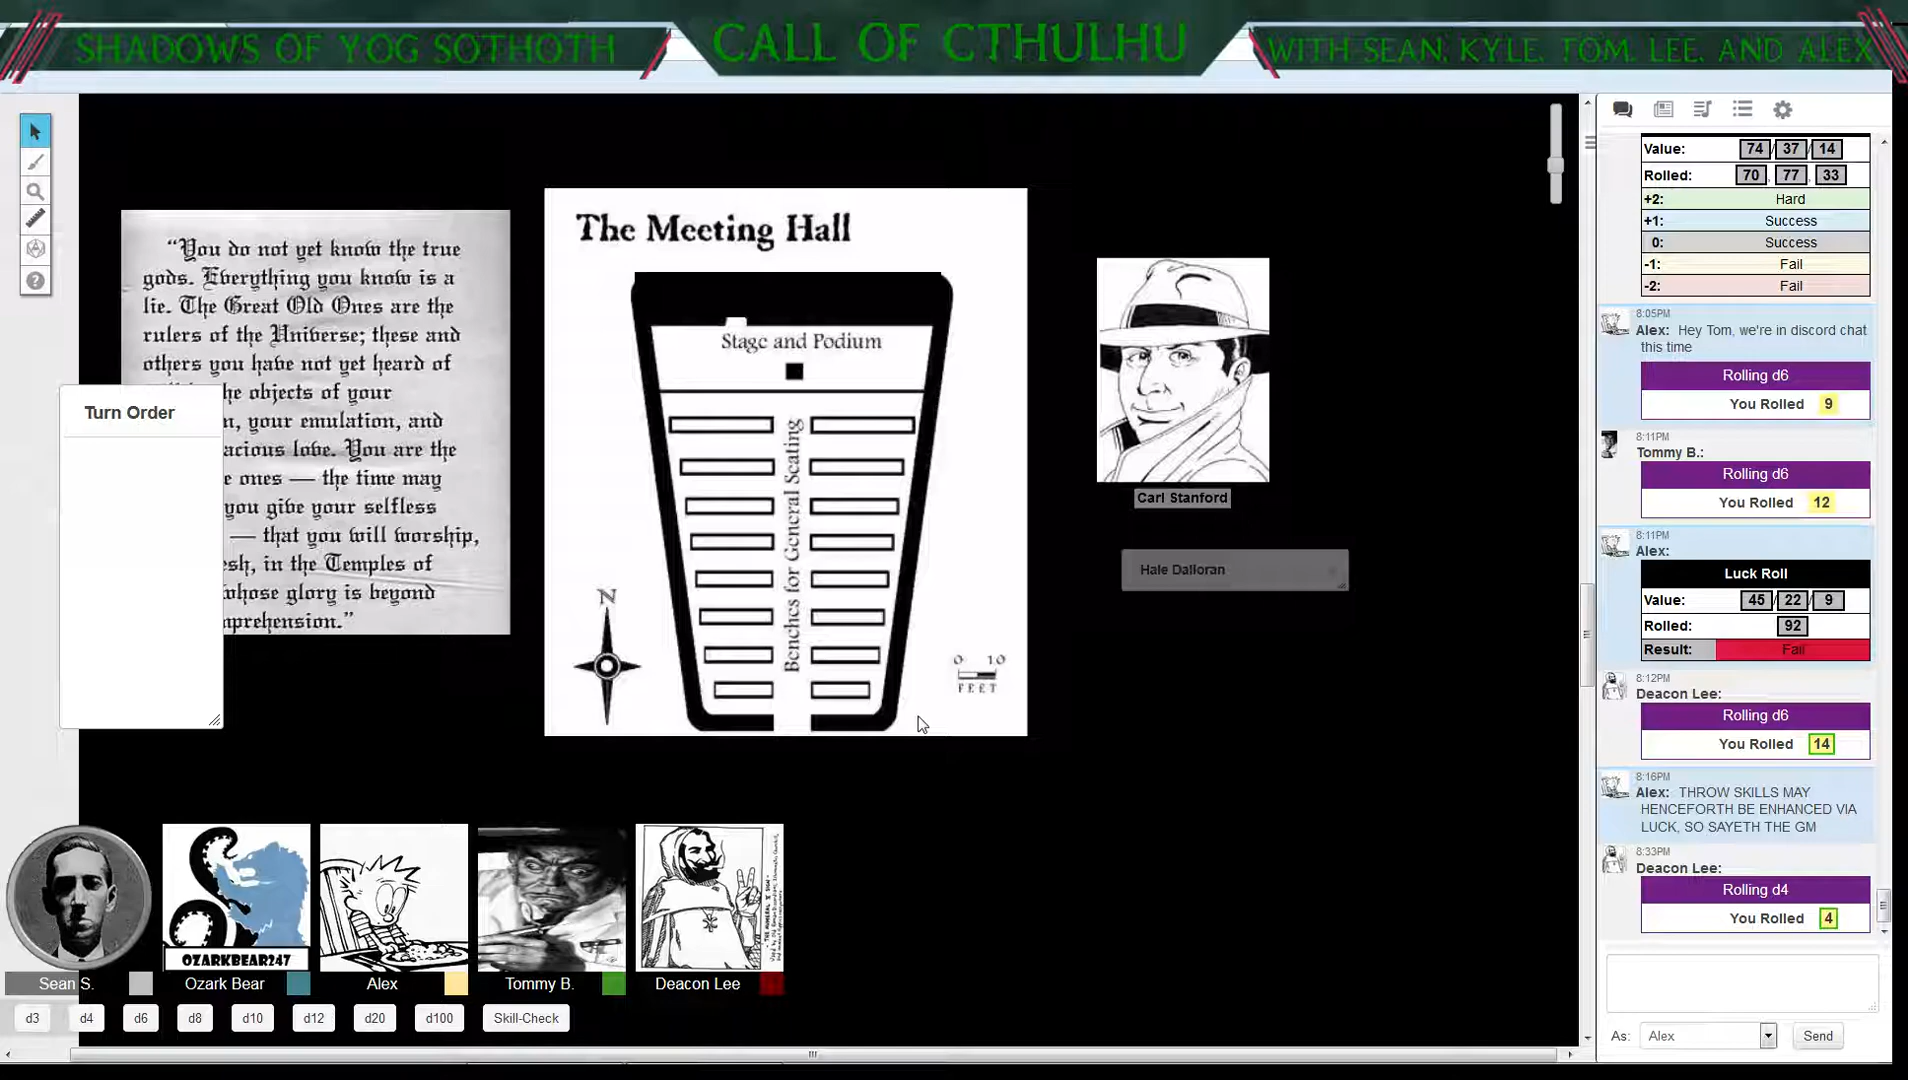 SHADOWS OF YOG SOTHOTH
CALL OF CTHULHU
WITH SEAN, KYLE, TOM, LEE, AND ALEX
"You do not yet know the true
gods. Everything you know is a
lie. The Great Old Ones are the
rulers of the Universe; these and
others you have not yet heard of
he objects of your
n, your emulation, and
acious love. You are the
e ones — the time may
you give your selfless
— that you will worship,
esh, in the Temples of
whose glory is beyond
mprehension."
Turn Order
The Meeting Hall
Stage and Podium
Benches for General Seating
N
0 10
FEET
Carl Stanford
Hale Dalloran
Value: 74 / 37 / 14
Rolled: 70, 77, 33
+2: Hard
+1: Success
0: Success
-1: Fail
-2: Fail
8:05PM
Alex: Hey Tom, we're in discord chat
this time
Rolling d6
You Rolled 9
8:11PM
Tommy B.:
Rolling d6
You Rolled 12
8:11PM
Alex:
Luck Roll
Value: 45 / 22 / 9
Rolled: 92
Result: Fail
8:12PM
Deacon Lee:
Rolling d6
You Rolled 14
8:16PM
Alex: THROW SKILLS MAY
HENCEFORTH BE ENHANCED VIA
LUCK, SO SAYETH THE GM
8:33PM
Deacon Lee:
Rolling d4
You Rolled 4
As: Alex Send
OZARKBEAR247
Sean S. Ozark Bear Alex Tommy B. Deacon Lee
d3 d4 d6 d8 d10 d12 d20 d100 Skill-Check